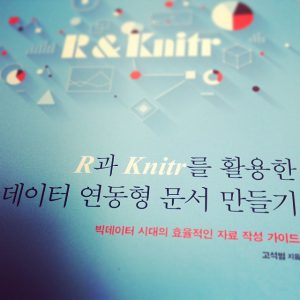 R & Knitr
R과 Knitr를 활용한
데이터 연동형 문서 만들기
빅데이터 시대의 효율적인 자료 작성 가이드
고석범 지음